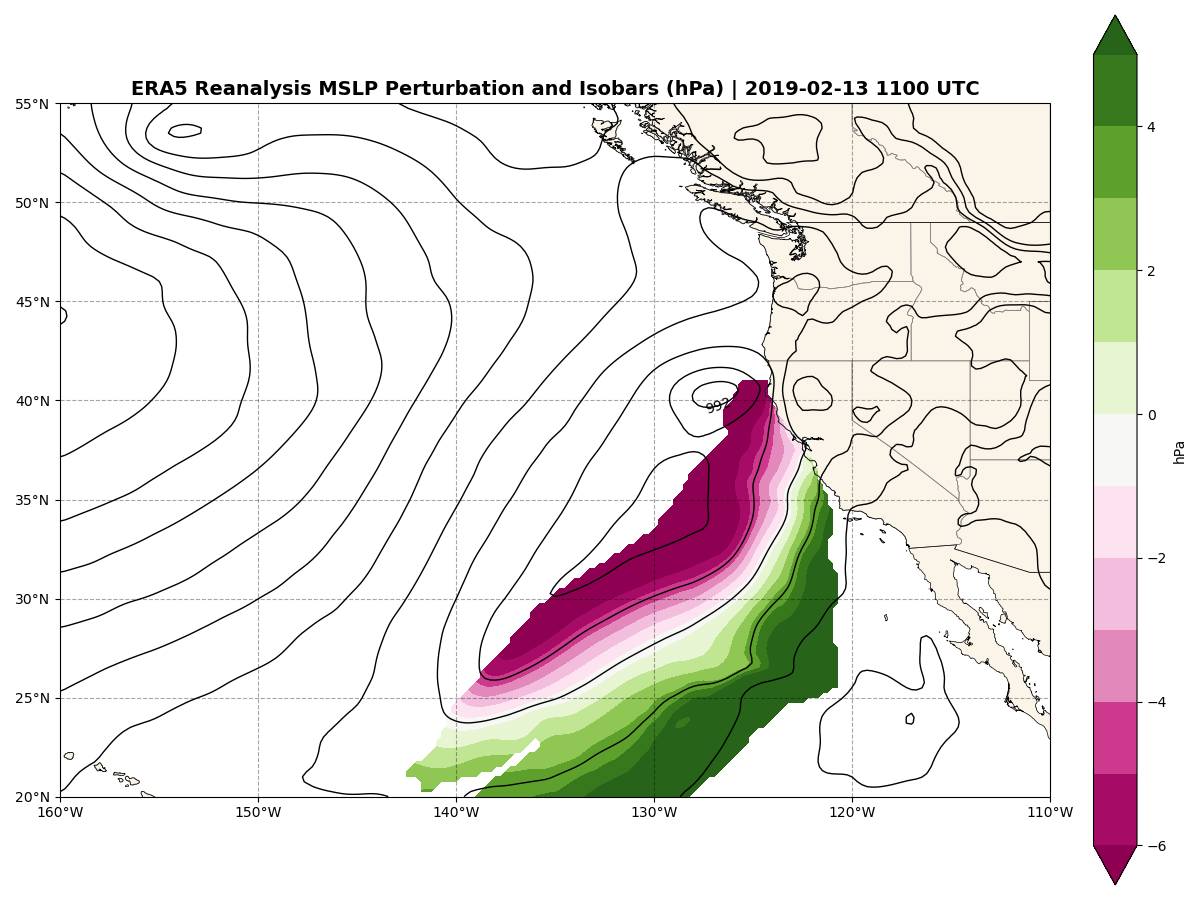 ERA5 Reanalysis MSLP Perturbation and Isobars (hPa) | 2019-02-13 1100 UTC
55°N
50°N
45°N
40°N
35°N
30°N
25°N
20°N
160°W 150°W 140°W 130°W 120°W 110°W
992
4
2
0
−2
−4
−6
hPa